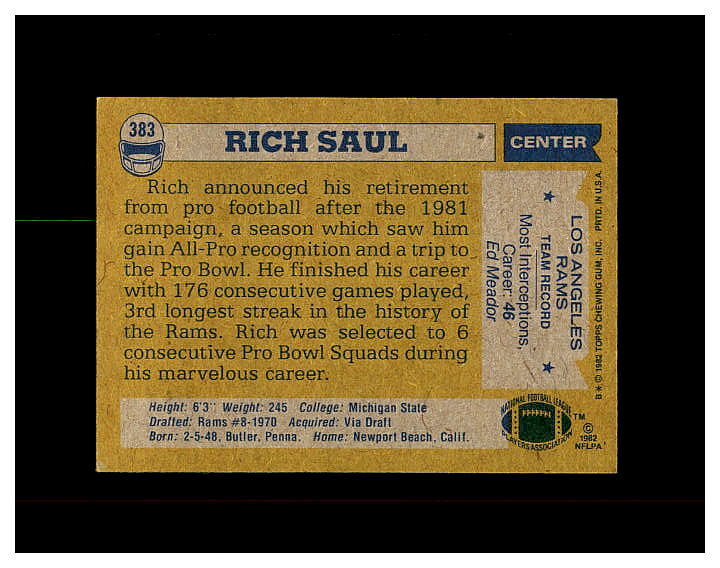 383
RICH SAUL
CENTER
Rich announced his retirement
from pro football after the 1981
campaign, a season which saw him
gain All-Pro recognition and a trip to
the Pro Bowl. He finished his career
with 176 consecutive games played,
3rd longest streak in the history of
the Rams. Rich was selected to 6
consecutive Pro Bowl Squads during
his marvelous career.
LOS ANGELES
RAMS
★ TEAM RECORD ★
Most Interceptions,
Career: 46
Ed Meador
B * © 1982 TOPPS CHEWING GUM, INC. PRTD. IN U.S.A.
Height: 6'3" Weight: 245 College: Michigan State
Drafted: Rams #8-1970 Acquired: Via Draft
Born: 2-5-48, Butler, Penna. Home: Newport Beach, Calif.
NATIONAL FOOTBALL LEAGUE
PLAYERS ASSOCIATION
TM
©
1982
NFLPA